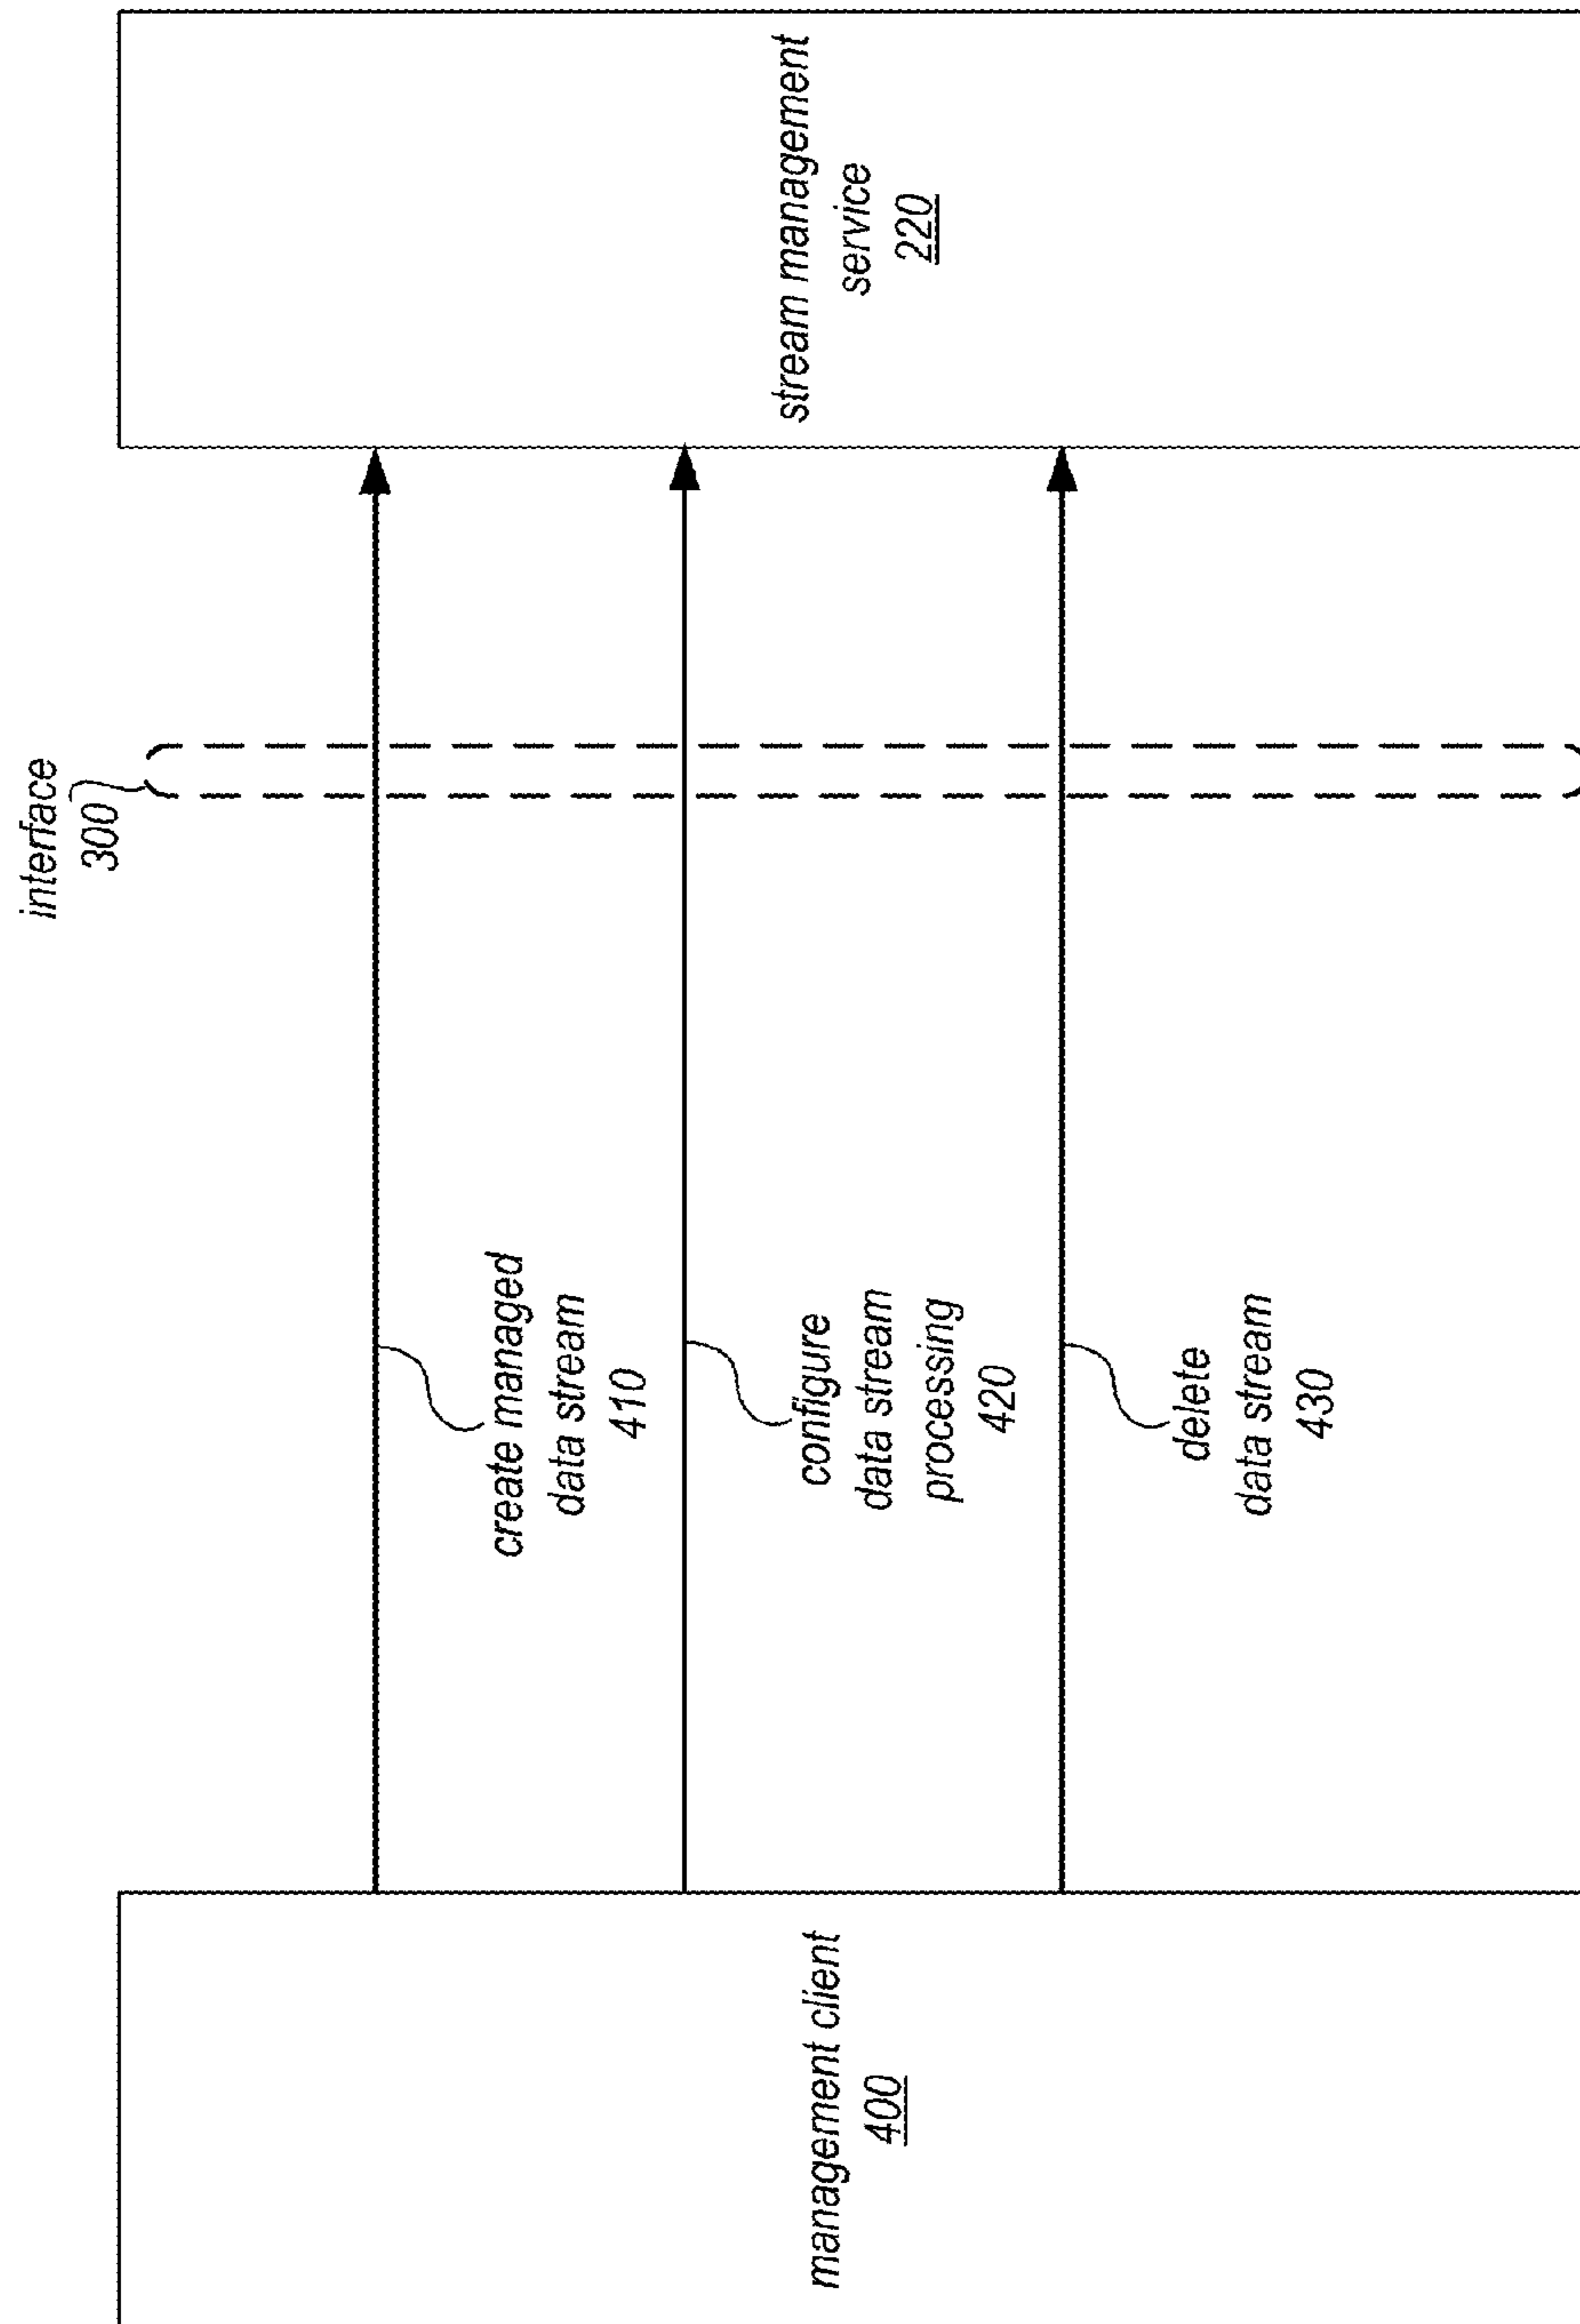 interface
300
management client
400
create managed
data stream
410
configure
data stream
processing
420
delete
data stream
430
stream management
service
220